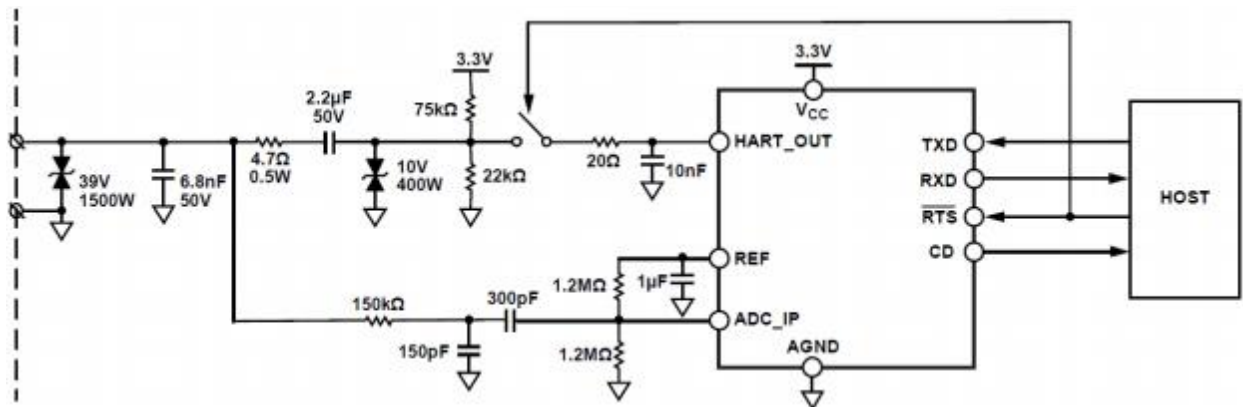 3.3V
3.3V
2.2µF
50V
75kΩ
VCC
HART_OUT
TXD
4.7Ω
0.5W
10V
400W
22kΩ
20Ω
10nF
39V
1500W
6.8nF
50V
RXD
HOST
RTS
REF
CD
1.2MΩ
1µF
150kΩ
300pF
ADC_IP
150pF
1.2MΩ
AGND